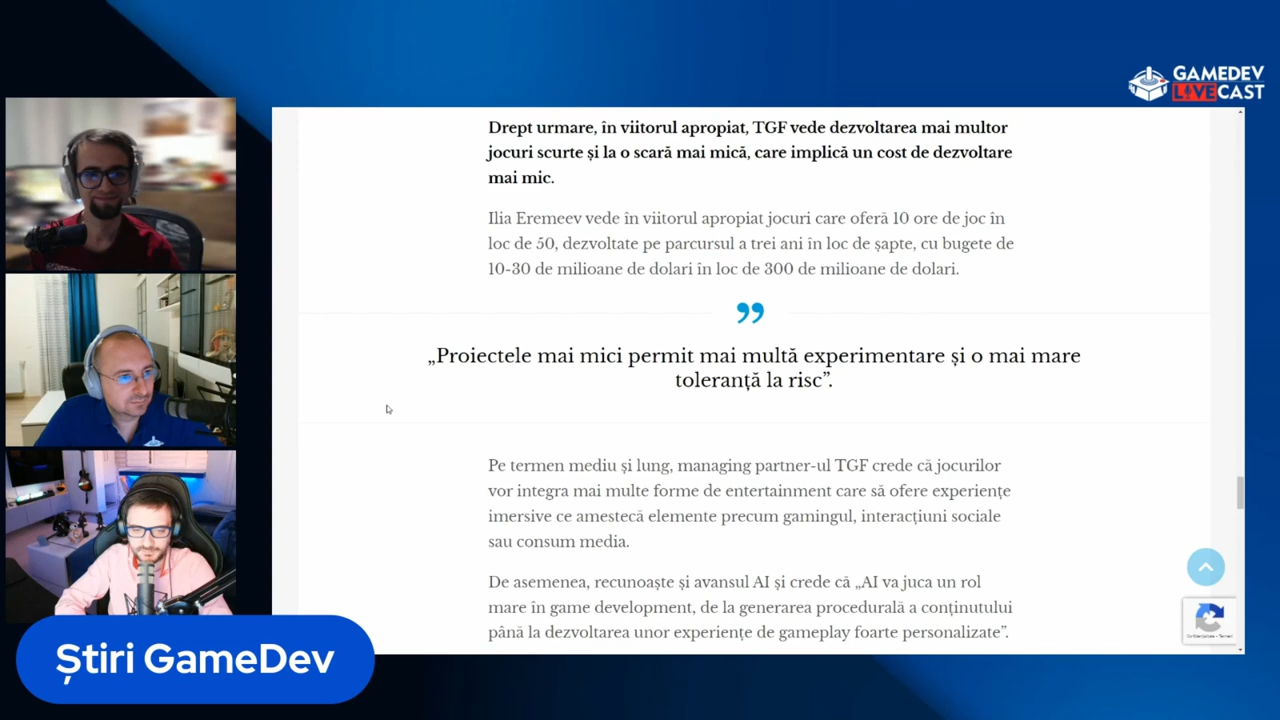 GAMEDEV
LIVECAST
Drept urmare, în viitorul apropiat, TGF vede dezvoltarea mai multor
jocuri scurte și la o scară mai mică, care implică un cost de dezvoltare
mai mic.
Ilia Eremeev vede în viitorul apropiat jocuri care oferă 10 ore de joc în
loc de 50, dezvoltate pe parcursul a trei ani în loc de șapte, cu bugete de
10-30 de milioane de dolari în loc de 300 de milioane de dolari.
”
„Proiectele mai mici permit mai multă experimentare și o mai mare
toleranță la risc”.
Pe termen mediu și lung, managing partner-ul TGF crede că jocurilor
vor integra mai multe forme de entertainment care să ofere experiențe
imersive ce amestecă elemente precum gamingul, interacțiuni sociale
sau consum media.
De asemenea, recunoaște și avansul AI și crede că „AI va juca un rol
mare în game development, de la generarea procedurală a conținutului
până la dezvoltarea unor experiențe de gameplay foarte personalizate”.
Știri GameDev